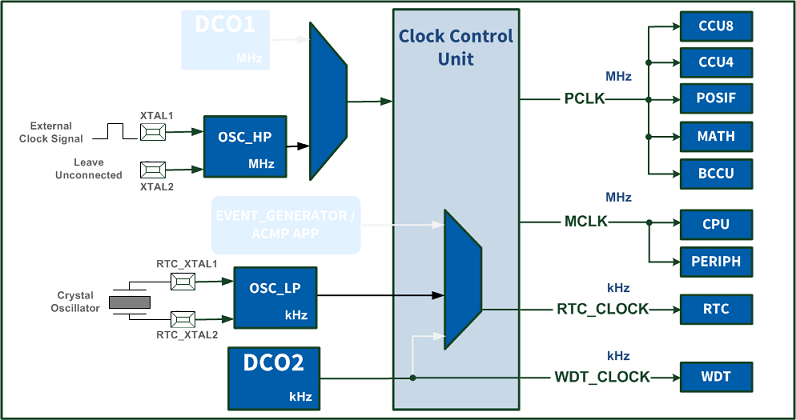 DCO1
MHz
Clock Control
Unit
CCU8
CCU4
MHz
PCLK
POSIF
MATH
BCCU
External
Clock Signal
XTAL1
OSC_HP
MHz
Leave
Unconnected
XTAL2
EVENT_GENERATOR /
ACMP APP
MHz
MCLK
CPU
PERIPH
RTC_XTAL1
Crystal
Oscillator
OSC_LP
kHz
RTC_XTAL2
kHz
RTC_CLOCK
RTC
DCO2
kHz
kHz
WDT_CLOCK
WDT